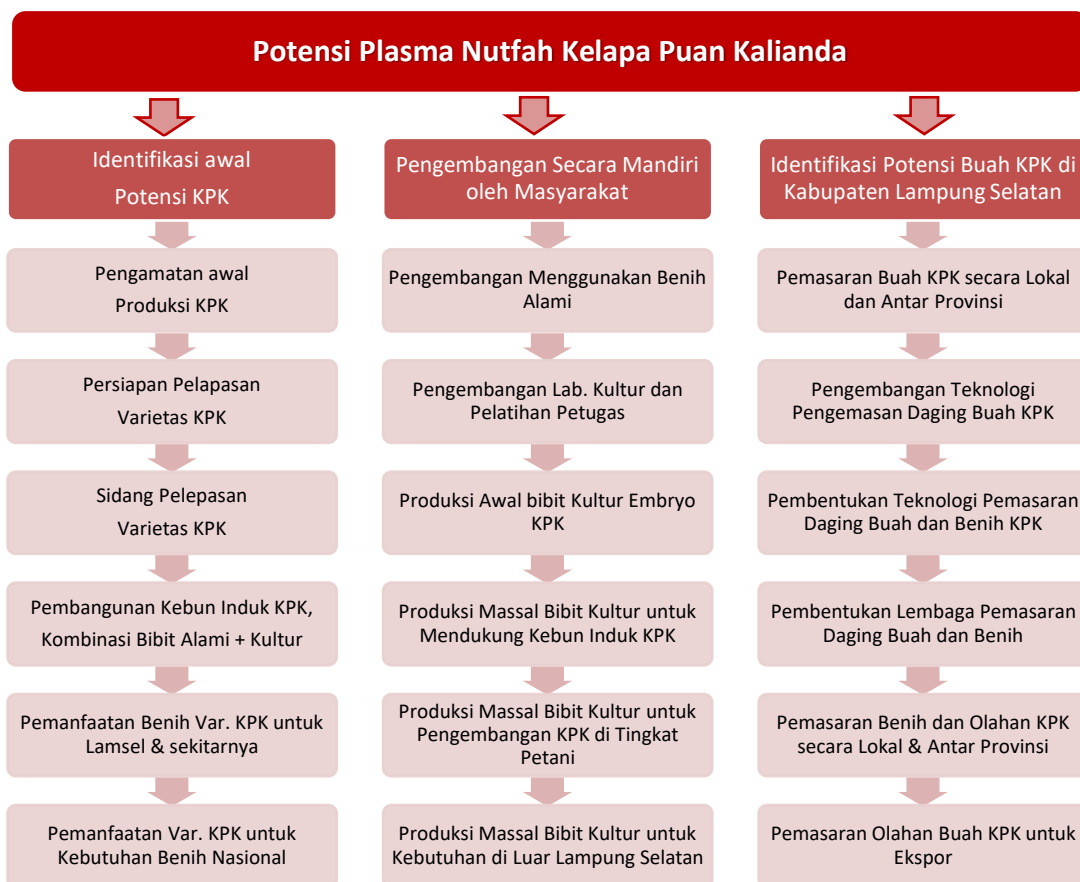 Potensi Plasma Nutfah Kelapa Puan Kalianda
Identifikasi awal
Potensi KPK
Pengamatan awal
Produksi KPK
Persiapan Pelapasan
Varietas KPK
Sidang Pelepasan
Varietas KPK
Pembangunan Kebun Induk KPK,
Kombinasi Bibit Alami + Kultur
Pemanfaatan Benih Var. KPK untuk
Lamsel & sekitarnya
Pemanfaatan Var. KPK untuk
Kebutuhan Benih Nasional
Pengembangan Secara Mandiri
oleh Masyarakat
Pengembangan Menggunakan Benih
Alami
Pengembangan Lab. Kultur dan
Pelatihan Petugas
Produksi Awal bibit Kultur Embryo
KPK
Produksi Massal Bibit Kultur untuk
Mendukung Kebun Induk KPK
Produksi Massal Bibit Kultur untuk
Pengembangan KPK di Tingkat
Petani
Produksi Massal Bibit Kultur untuk
Kebutuhan di Luar Lampung Selatan
Identifikasi Potensi Buah KPK di
Kabupaten Lampung Selatan
Pemasaran Buah KPK secara Lokal
dan Antar Provinsi
Pengembangan Teknologi
Pengemasan Daging Buah KPK
Pembentukan Teknologi Pemasaran
Daging Buah dan Benih KPK
Pembentukan Lembaga Pemasaran
Daging Buah dan Benih
Pemasaran Benih dan Olahan KPK
secara Lokal & Antar Provinsi
Pemasaran Olahan Buah KPK untuk
Ekspor